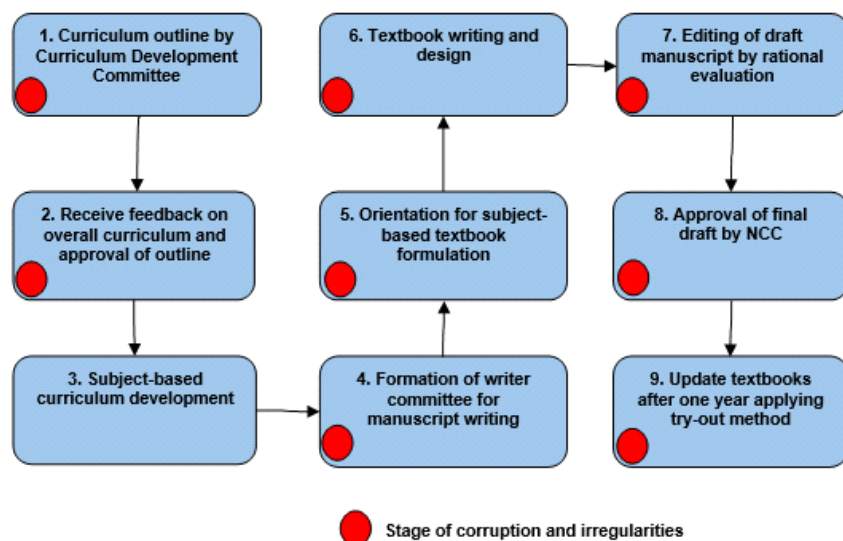 1. Curriculum outline by
Curriculum Development
Committee
2. Receive feedback on
overall curriculum and
approval of outline
3. Subject-based
curriculum development
4. Formation of writer
committee for
manuscript writing
5. Orientation for subject-
based textbook
formulation
6. Textbook writing and
design
7. Editing of draft
manuscript by rational
evaluation
8. Approval of final
draft by NCC
9. Update textbooks
after one year applying
try-out method
Stage of corruption and irregularities